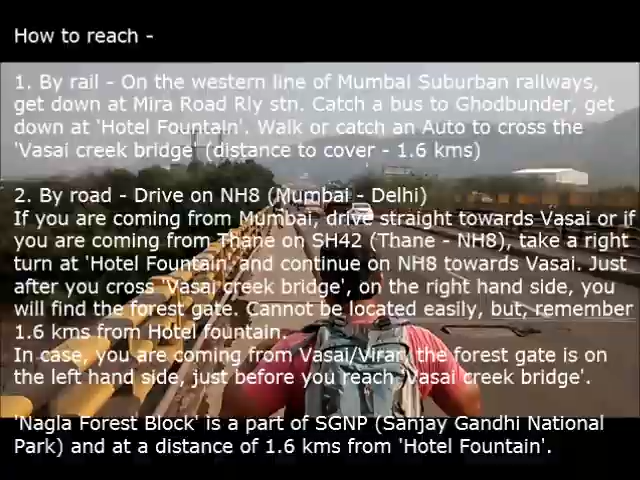 How to reach -
1. By rail - On the western line of Mumbai Suburban railways,
get down at Mira Road Rly stn. Catch a bus to Ghodbunder, get
down at 'Hotel Fountain'. Walk or catch an Auto to cross the
'Vasai creek bridge' (distance to cover - 1.6 kms)
2. By road - Drive on NH8 (Mumbai - Delhi)
If you are coming from Mumbai, drive straight towards Vasai or if
you are coming from Thane on SH42 (Thane - NH8), take a right
turn at 'Hotel Fountain' and continue on NH8 towards Vasai. Just
after you cross 'Vasai creek bridge', on the right hand side, you
will find the forest gate. Cannot be located easily, but, remember
1.6 kms from Hotel fountain.
In case, you are coming from Vasai/Virar, the forest gate is on
the left hand side, just before you reach 'Vasai creek bridge'.
'Nagla Forest Block' is a part of SGNP (Sanjay Gandhi National
Park) and at a distance of 1.6 kms from 'Hotel Fountain'.